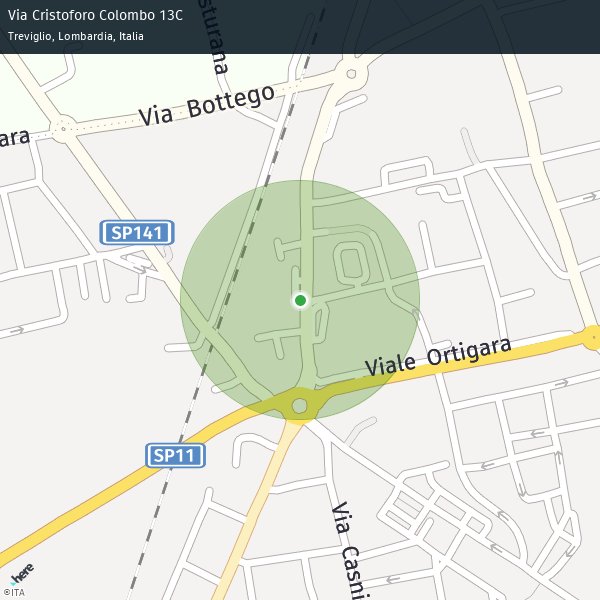 Via Cristoforo Colombo 13C
Treviglio, Lombardia, Italia
sturana
Via Bottego
ara
SP141
Viale Ortigara
SP11
Via Casni
here
©ITA